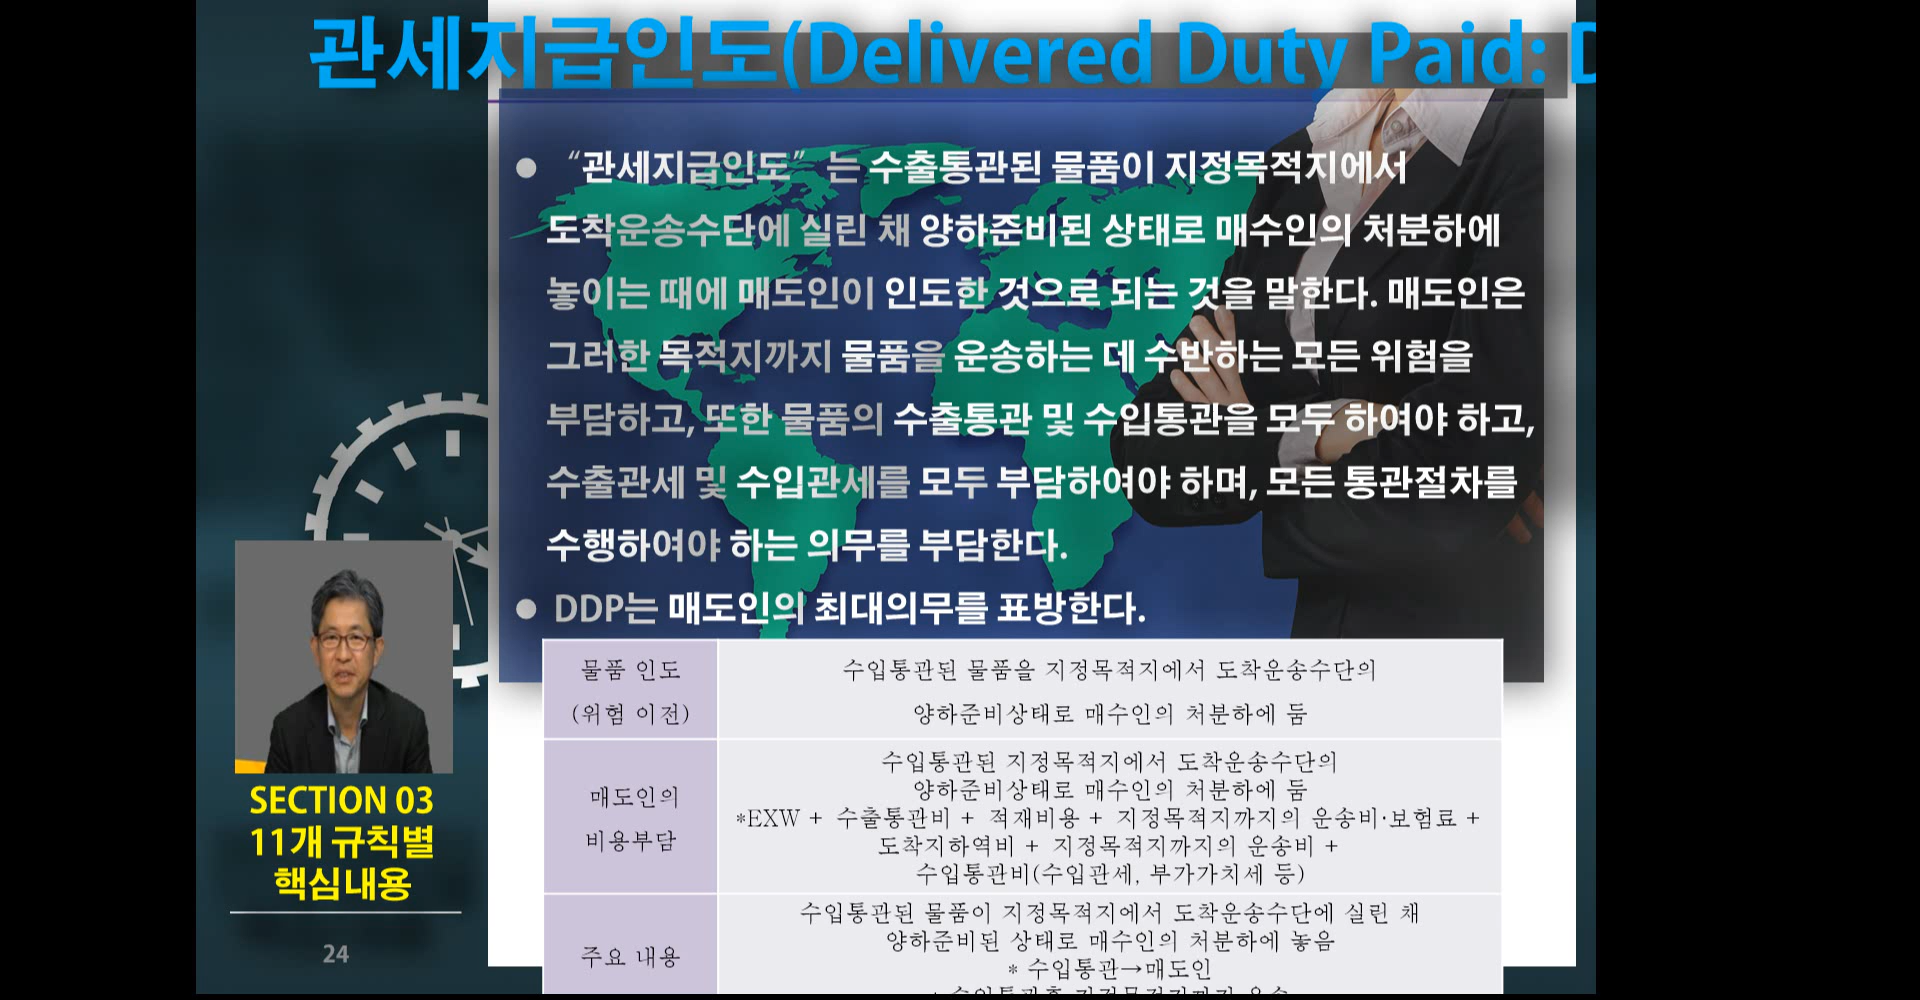 관세지급인도(Delivered Duty Paid: D
● “관세지급인도”는 수출통관된 물품이 지정목적지에서
도착운송수단에 실린 채 양하준비된 상태로 매수인의 처분하에
놓이는 때에 매도인이 인도한 것으로 되는 것을 말한다. 매도인은
그러한 목적지까지 물품을 운송하는 데 수반하는 모든 위험을
부담하고, 또한 물품의 수출통관 및 수입통관을 모두 하여야 하고,
수출관세 및 수입관세를 모두 부담하여야 하며, 모든 통관절차를
수행하여야 하는 의무를 부담한다.
● DDP는 매도인의 최대의무를 표방한다.
물품 인도
(위험 이전)
수입통관된 물품을 지정목적지에서 도착운송수단의
양하준비상태로 매수인의 처분하에 둠
매도인의
비용부담
수입통관된 지정목적지에서 도착운송수단의
양하준비상태로 매수인의 처분하에 둠
*EXW + 수출통관비 + 적재비용 + 지정목적지까지의 운송비·보험료 +
도착지하역비 + 지정목적지까지의 운송비 +
수입통관비(수입관세, 부가가치세 등)
주요 내용
수입통관된 물품이 지정목적지에서 도착운송수단에 실린 채
양하준비된 상태로 매수인의 처분하에 놓음
* 수입통관→매도인
SECTION 03
11개 규칙별
핵심내용
24